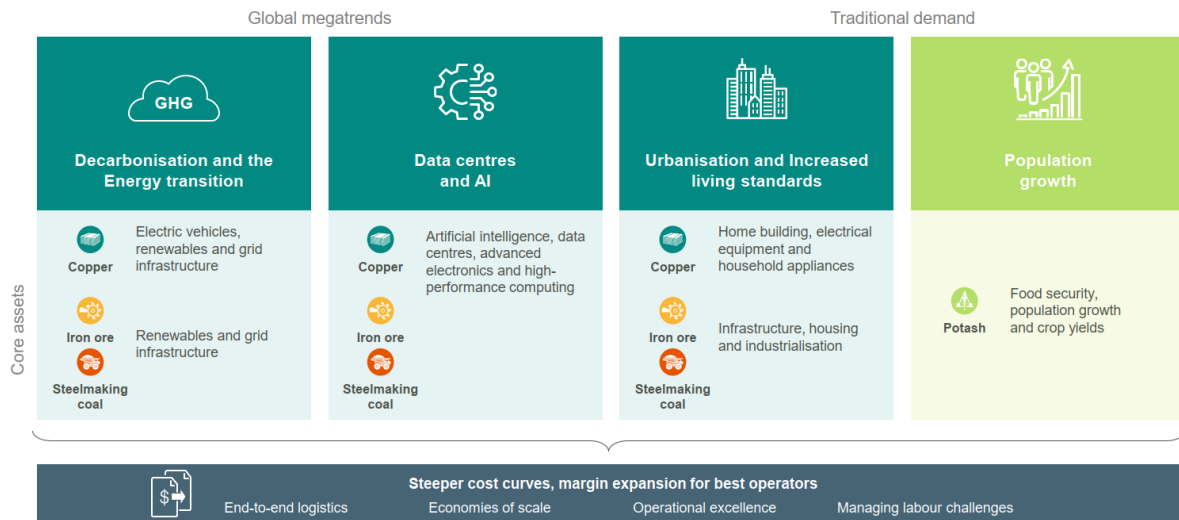 Global megatrends
Traditional demand
GHG
Decarbonisation and the
Energy transition
Data centres
and AI
Urbanisation and Increased
living standards
Population
growth
Core assets
Copper
Electric vehicles,
renewables and grid
infrastructure
Iron ore
Steelmaking
coal
Renewables and grid
infrastructure
Copper
Artificial intelligence, data
centres, advanced
electronics and high-
performance computing
Iron ore
Steelmaking
coal
Copper
Home building, electrical
equipment and
household appliances
Iron ore
Steelmaking
coal
Infrastructure, housing
and industrialisation
Potash
Food security,
population growth
and crop yields
$
Steeper cost curves, margin expansion for best operators
End-to-end logistics
Economies of scale
Operational excellence
Managing labour challenges